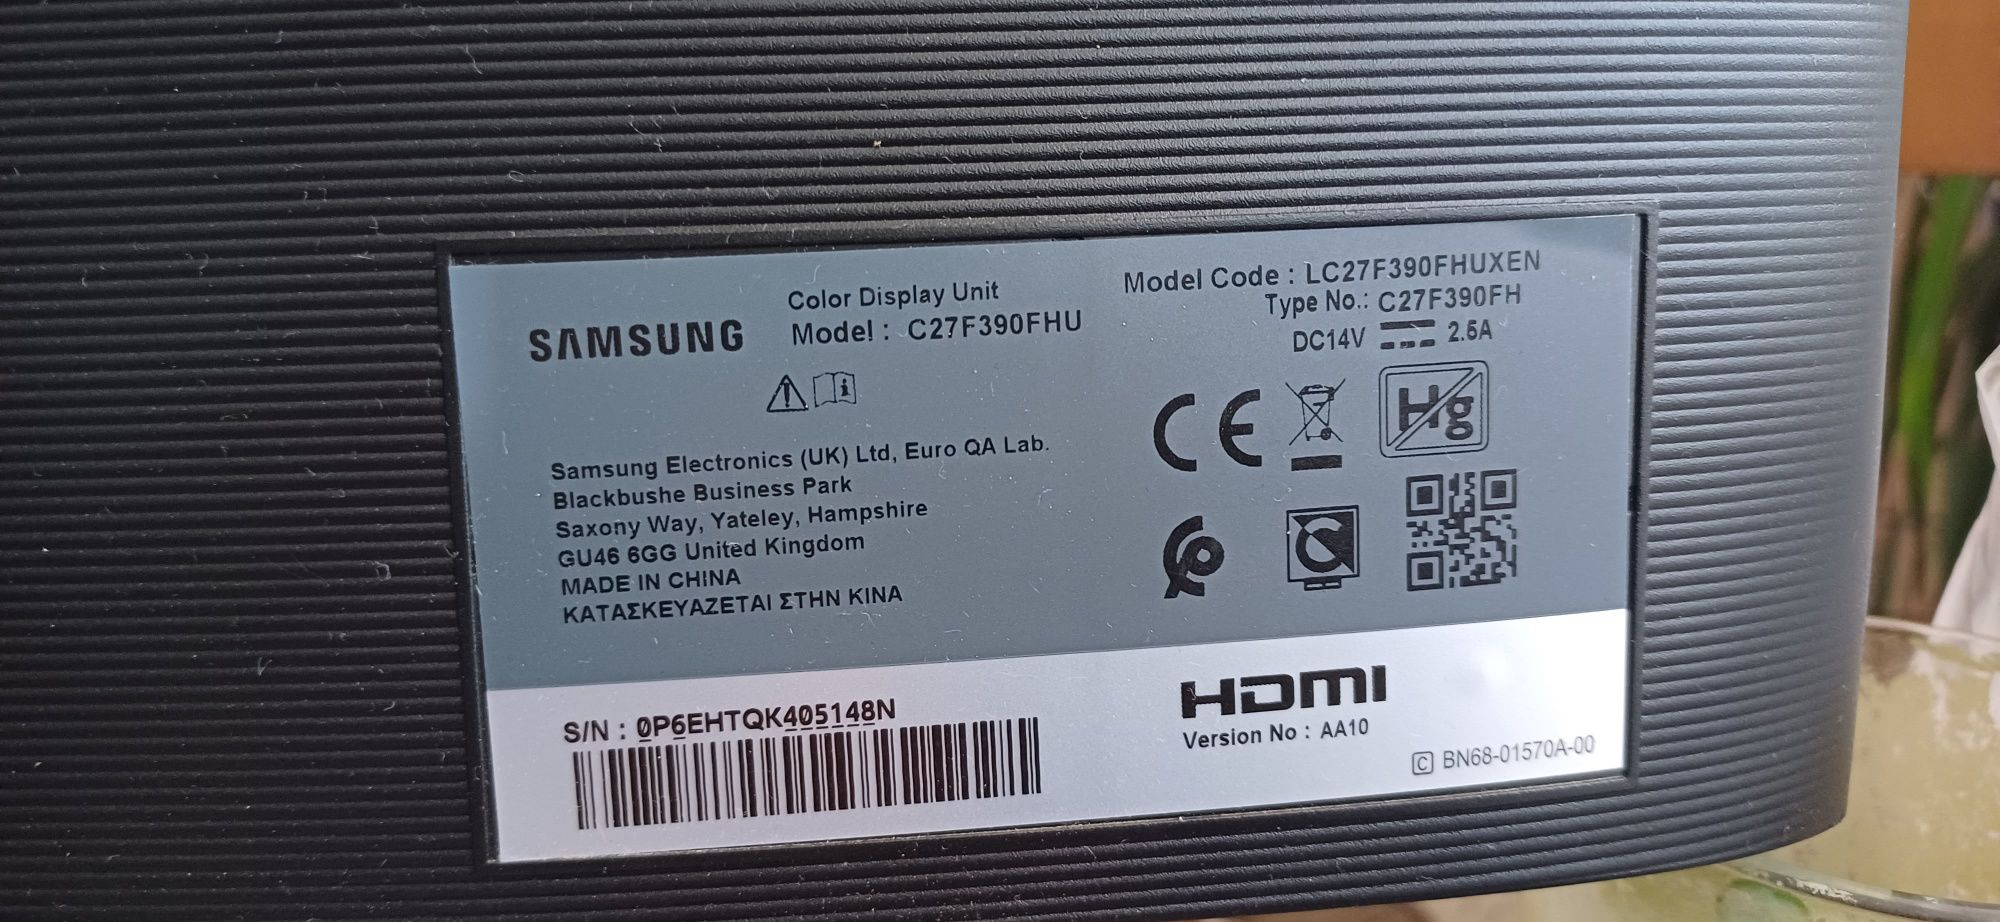 SAMSUNG
Color Display Unit
Model : C27F390FHU
Model Code : LC27F390FHUXEN
Type No.: C27F390FH
DC14V 2.5A
Samsung Electronics (UK) Ltd, Euro QA Lab.
Blackbushe Business Park
Saxony Way, Yateley, Hampshire
GU46 6GG United Kingdom
MADE IN CHINA
ΚΑΤΑΣΚΕΥΑΖΕΤΑΙ ΣΤΗΝ ΚΙΝΑ
CE
Hg
S/N : 0P6EHTQK405148N
HDMI
Version No : AA10
C BN68-01570A-00